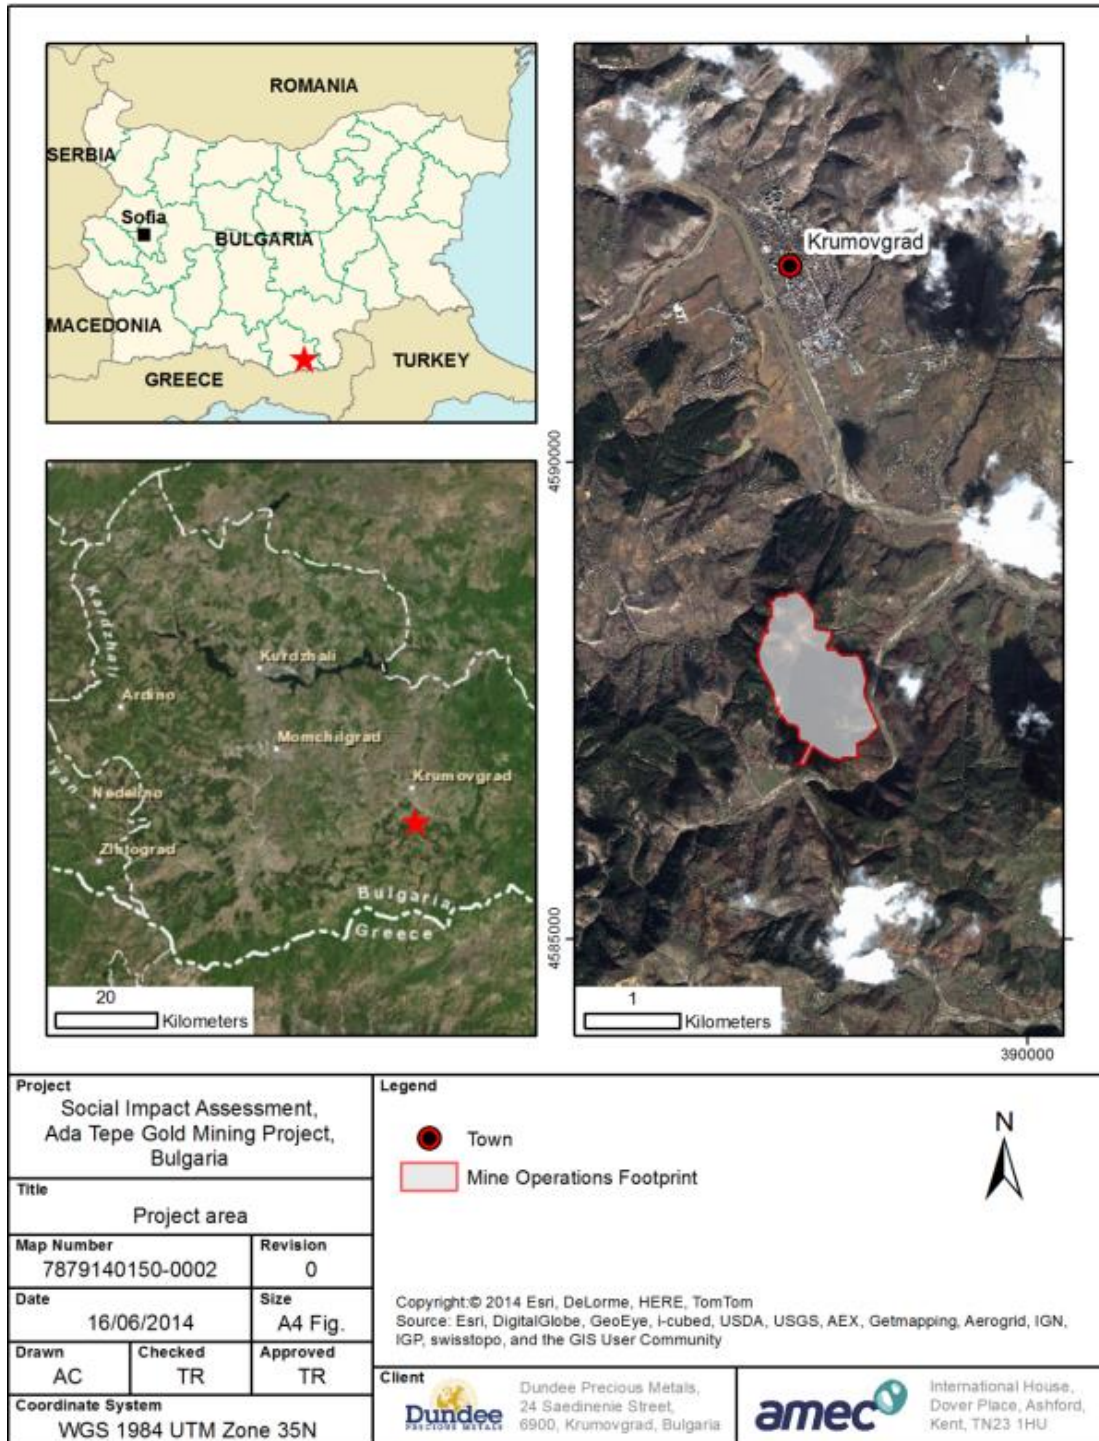 ROMANIA
SERBIA
Sofia
BULGARIA
MACEDONIA
GREECE
TURKEY
Kardzhali
Kurdzhali
Ardino
Momchilgrad
Krumovgrad
Nedelino
Zlatograd
Bulgaria
Greece
20
Kilometers
Krumovgrad
4590000
4585000
1
Kilometers
390000
Project
Social Impact Assessment,
Ada Tepe Gold Mining Project,
Bulgaria
Title
Project area
Map Number
7879140150-0002
Revision
0
Date
16/06/2014
Size
A4 Fig.
Drawn
AC
Checked
TR
Approved
TR
Coordinate System
WGS 1984 UTM Zone 35N
Legend
Town
Mine Operations Footprint
N
Copyright:© 2014 Esri, DeLorme, HERE, TomTom
Source: Esri, DigitalGlobe, GeoEye, i-cubed, USDA, USGS, AEX, Getmapping, Aerogrid, IGN,
IGP, swisstopo, and the GIS User Community
Client
Dundee
PRECIOUS METALS
Dundee Precious Metals,
24 Saedinenie Street,
6900, Krumovgrad, Bulgaria
amec
International House,
Dover Place, Ashford,
Kent, TN23 1HU